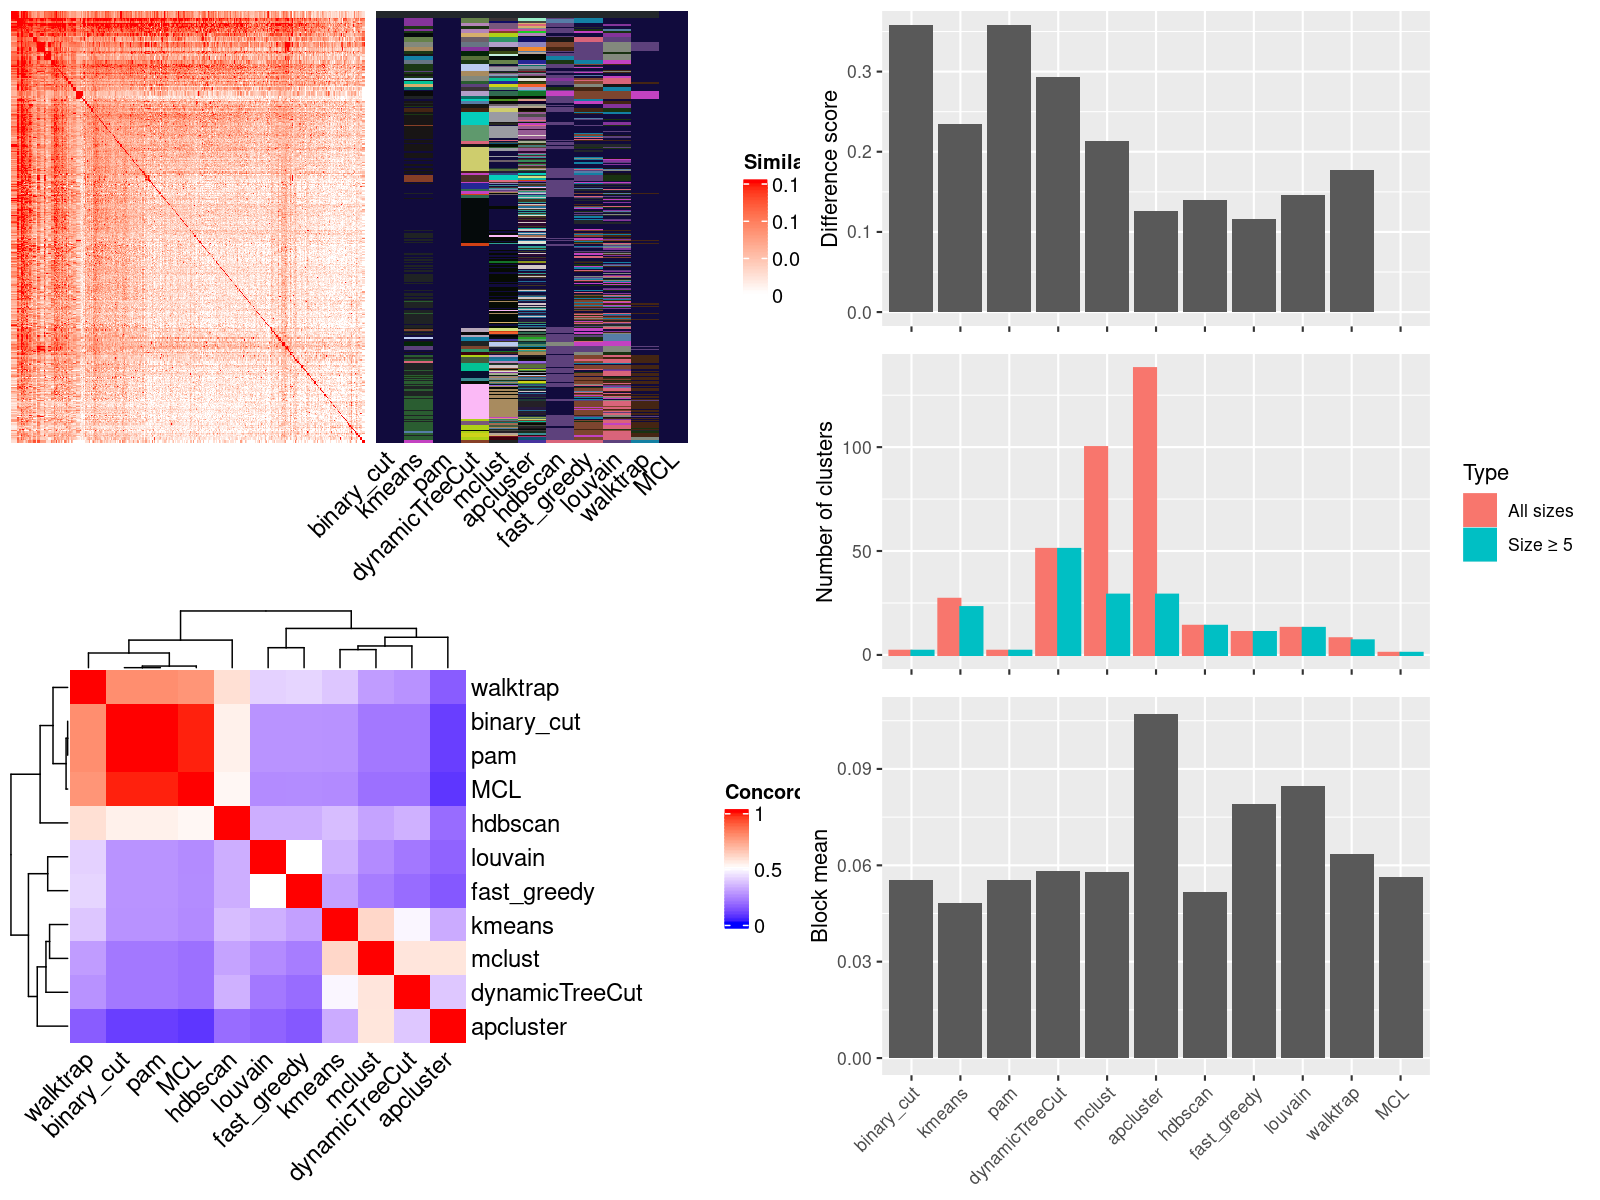 Simila
0.1
0.1
0.0
0
binary_cut
kmeans
pam
dynamicTreeCut
mclust
apcluster
hdbscan
fast_greedy
louvain
walktrap
MCL
walktrap
binary_cut
pam
MCL
hdbscan
louvain
fast_greedy
kmeans
mclust
dynamicTreeCut
apcluster
Concord
1
0.5
0
walktrap
binary_cut
pam
MCL
hdbscan
louvain
fast_greedy
kmeans
mclust
dynamicTreeCut
apcluster
Difference score
0.3
0.2
0.1
0.0
Number of clusters
100
50
0
Type
All sizes
Size ≥ 5
Block mean
0.09
0.06
0.03
0.00
binary_cut
kmeans
pam
dynamicTreeCut
mclust
apcluster
hdbscan
fast_greedy
louvain
walktrap
MCL